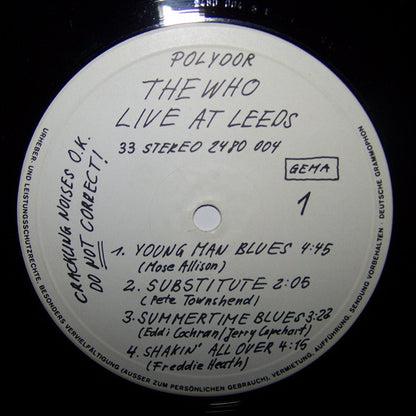 POLYDOR
THE WHO
LIVE AT LEEDS
33 STEREO 2480 004
GEMA
1
CRACKLING NOISES O.K.
DO NOT CORRECT!
1. YOUNG MAN BLUES 4:45
(Mose Allison)
2. SUBSTITUTE 2:05
(Pete Townshend)
3. SUMMERTIME BLUES 3:22
(Eddi Cochran/Jerry Capehart)
4. SHAKIN' ALL OVER 4:15
(Freddie Heath)
URHEBER- UND LEISTUNGSSCHUTZRECHTE, BESONDERS VERVIELFÄLTIGUNG (AUSSER ZUM PERSÖNLICHEN GEBRAUCH), VERMIETUNG, AUFFÜHRUNG, SENDUNG VORBEHALTEN · DEUTSCHE GRAMMOPHON